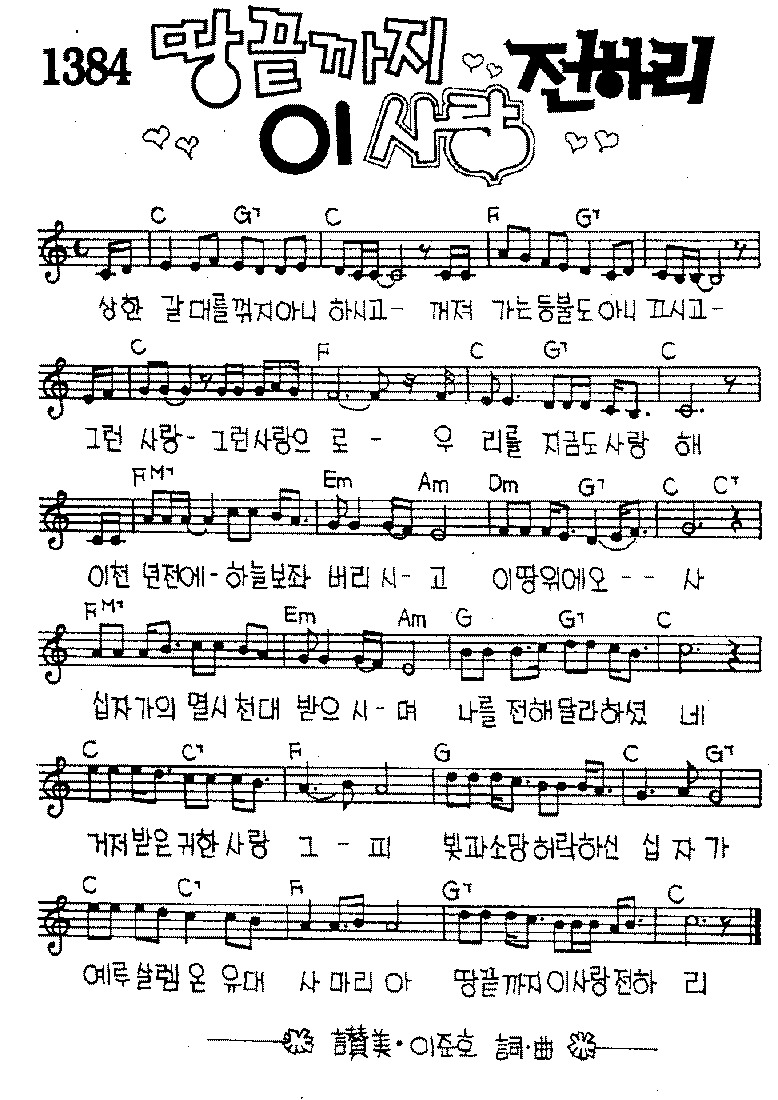 1384 땅끝까지 전하리
이 사랑
C G7 C F G7
상한 갈대를꺾지아니 하시고- 깨져 가는등불도아니 끄시고-
C F C G7 C
그런 사랑- 그런사랑으 로 - 우 리를 지금도사랑 해
FM7 Em Am Dm G7 C C7
이천 년전에-하늘보좌 버리 시- 고 이땅위에오 - - 사
FM7 Em Am G G7 C
십자가의 멸시천대 받으 시-며 나를 전해달라하셨 네
C C7 F G C G7
거저받은귀한사랑 그 - 피 빛과소망허락하신 십 자 가
C C7 F G7 C
예루살렘온 유대 사 마리 아 땅끝까지이사랑전하 리
讚美·이준호 詞·曲